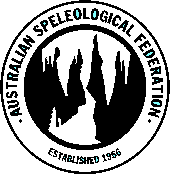 · AUSTRALIAN SPELEOLOGICAL FEDERATION ·
ESTABLISHED 1956